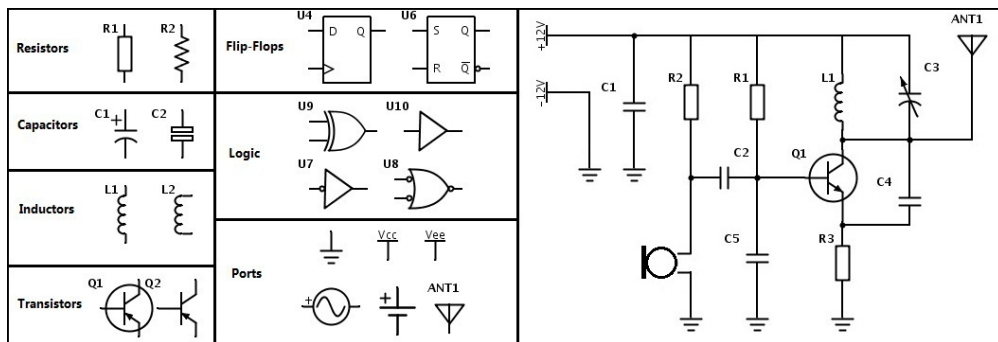 Resistors
R1
R2
Capacitors
C1
+
C2
Inductors
L1
L2
Transistors
Q1
Q2
Flip-Flops
U4
D
Q
U6
S
Q
R
Q
Logic
U9
U10
U7
U8
Ports
Vcc
Vee
+
+
ANT1
+12V
-12V
C1
R2
R1
L1
C3
ANT1
C2
Q1
C4
C5
R3